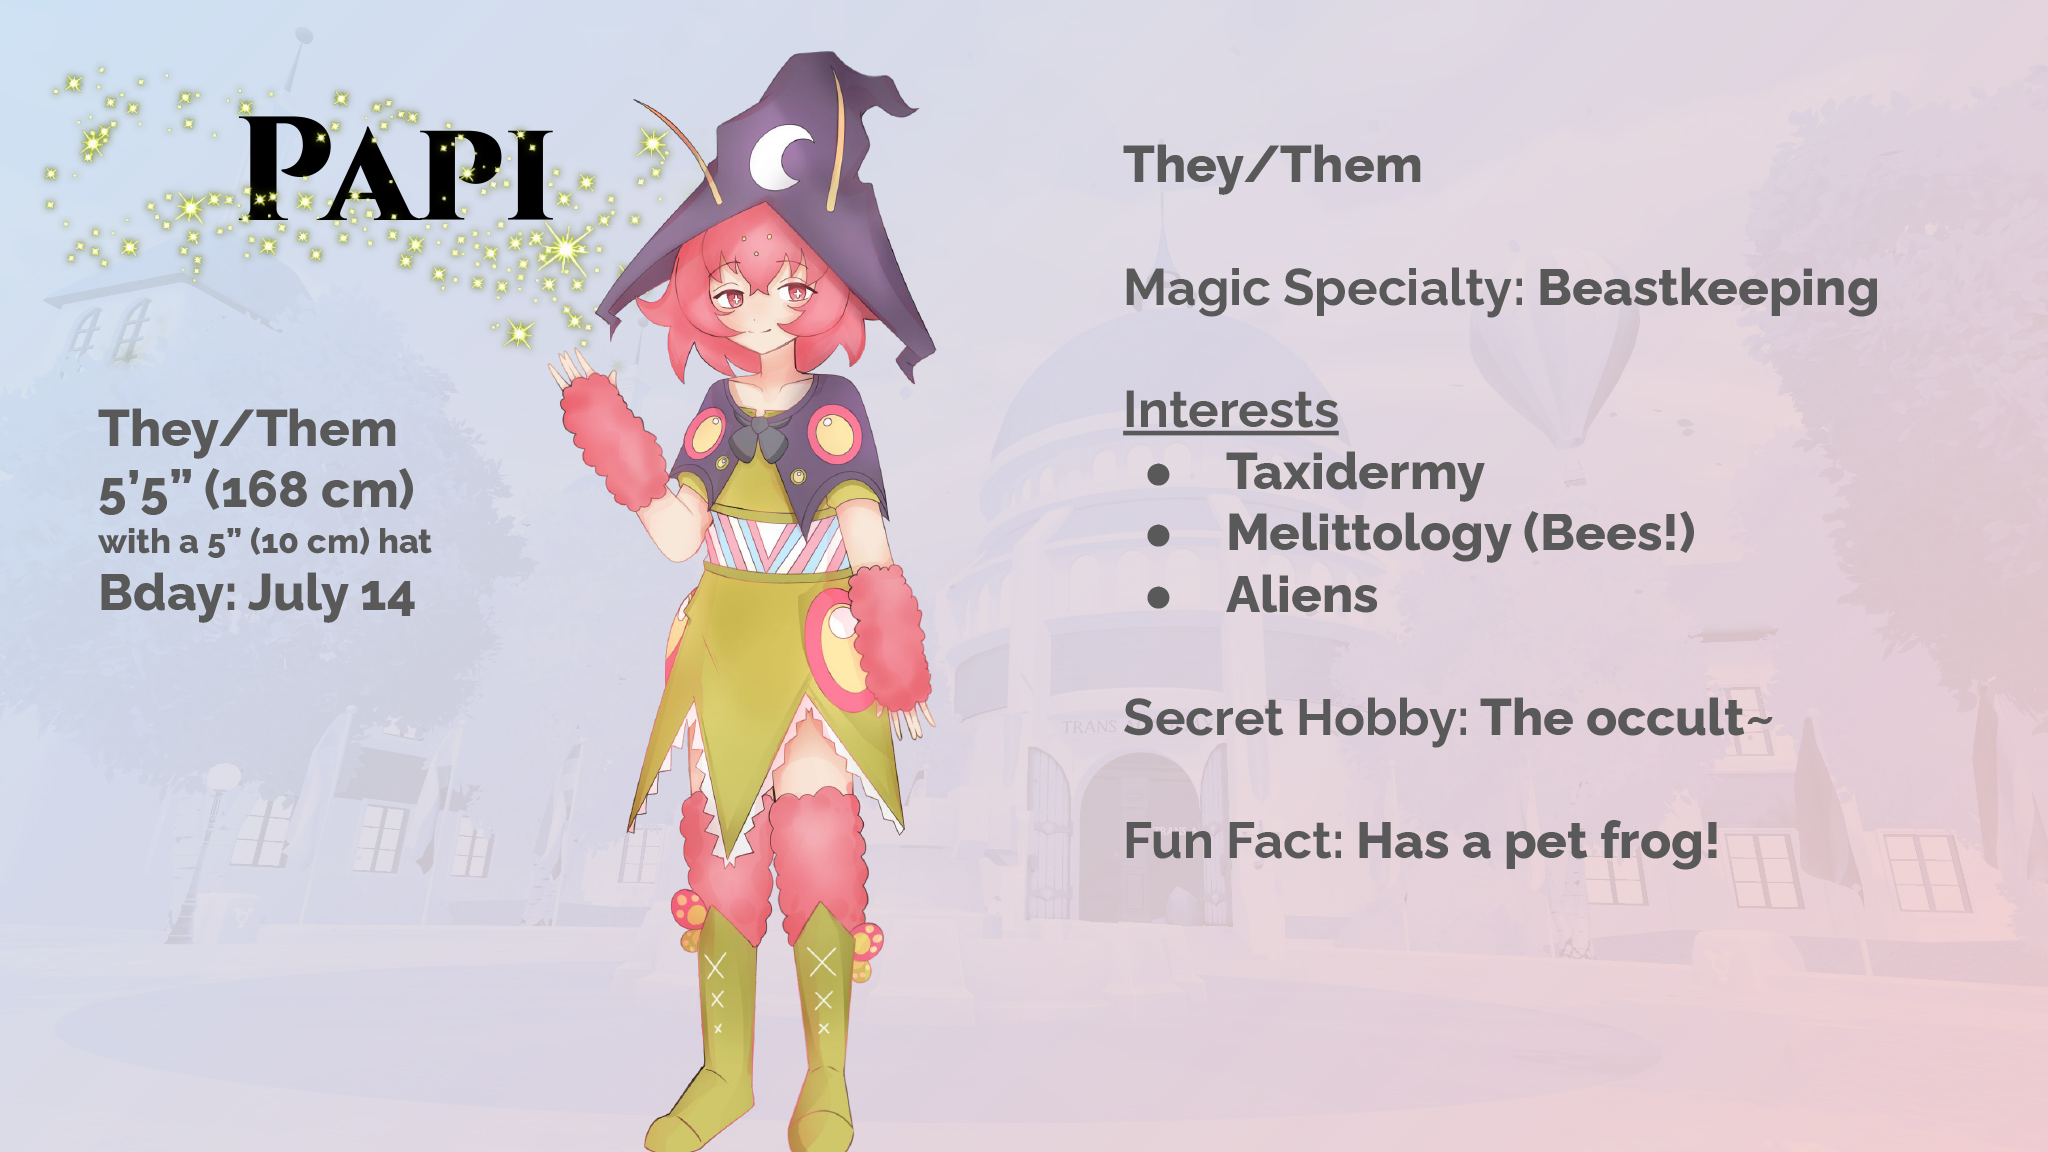 PAPI
They/Them
5’5” (168 cm)
with a 5” (10 cm) hat
Bday: July 14
They/Them
Magic Specialty: Beastkeeping
Interests
● Taxidermy
● Melittology (Bees!)
● Aliens
Secret Hobby: The occult~
Fun Fact: Has a pet frog!
TRANS